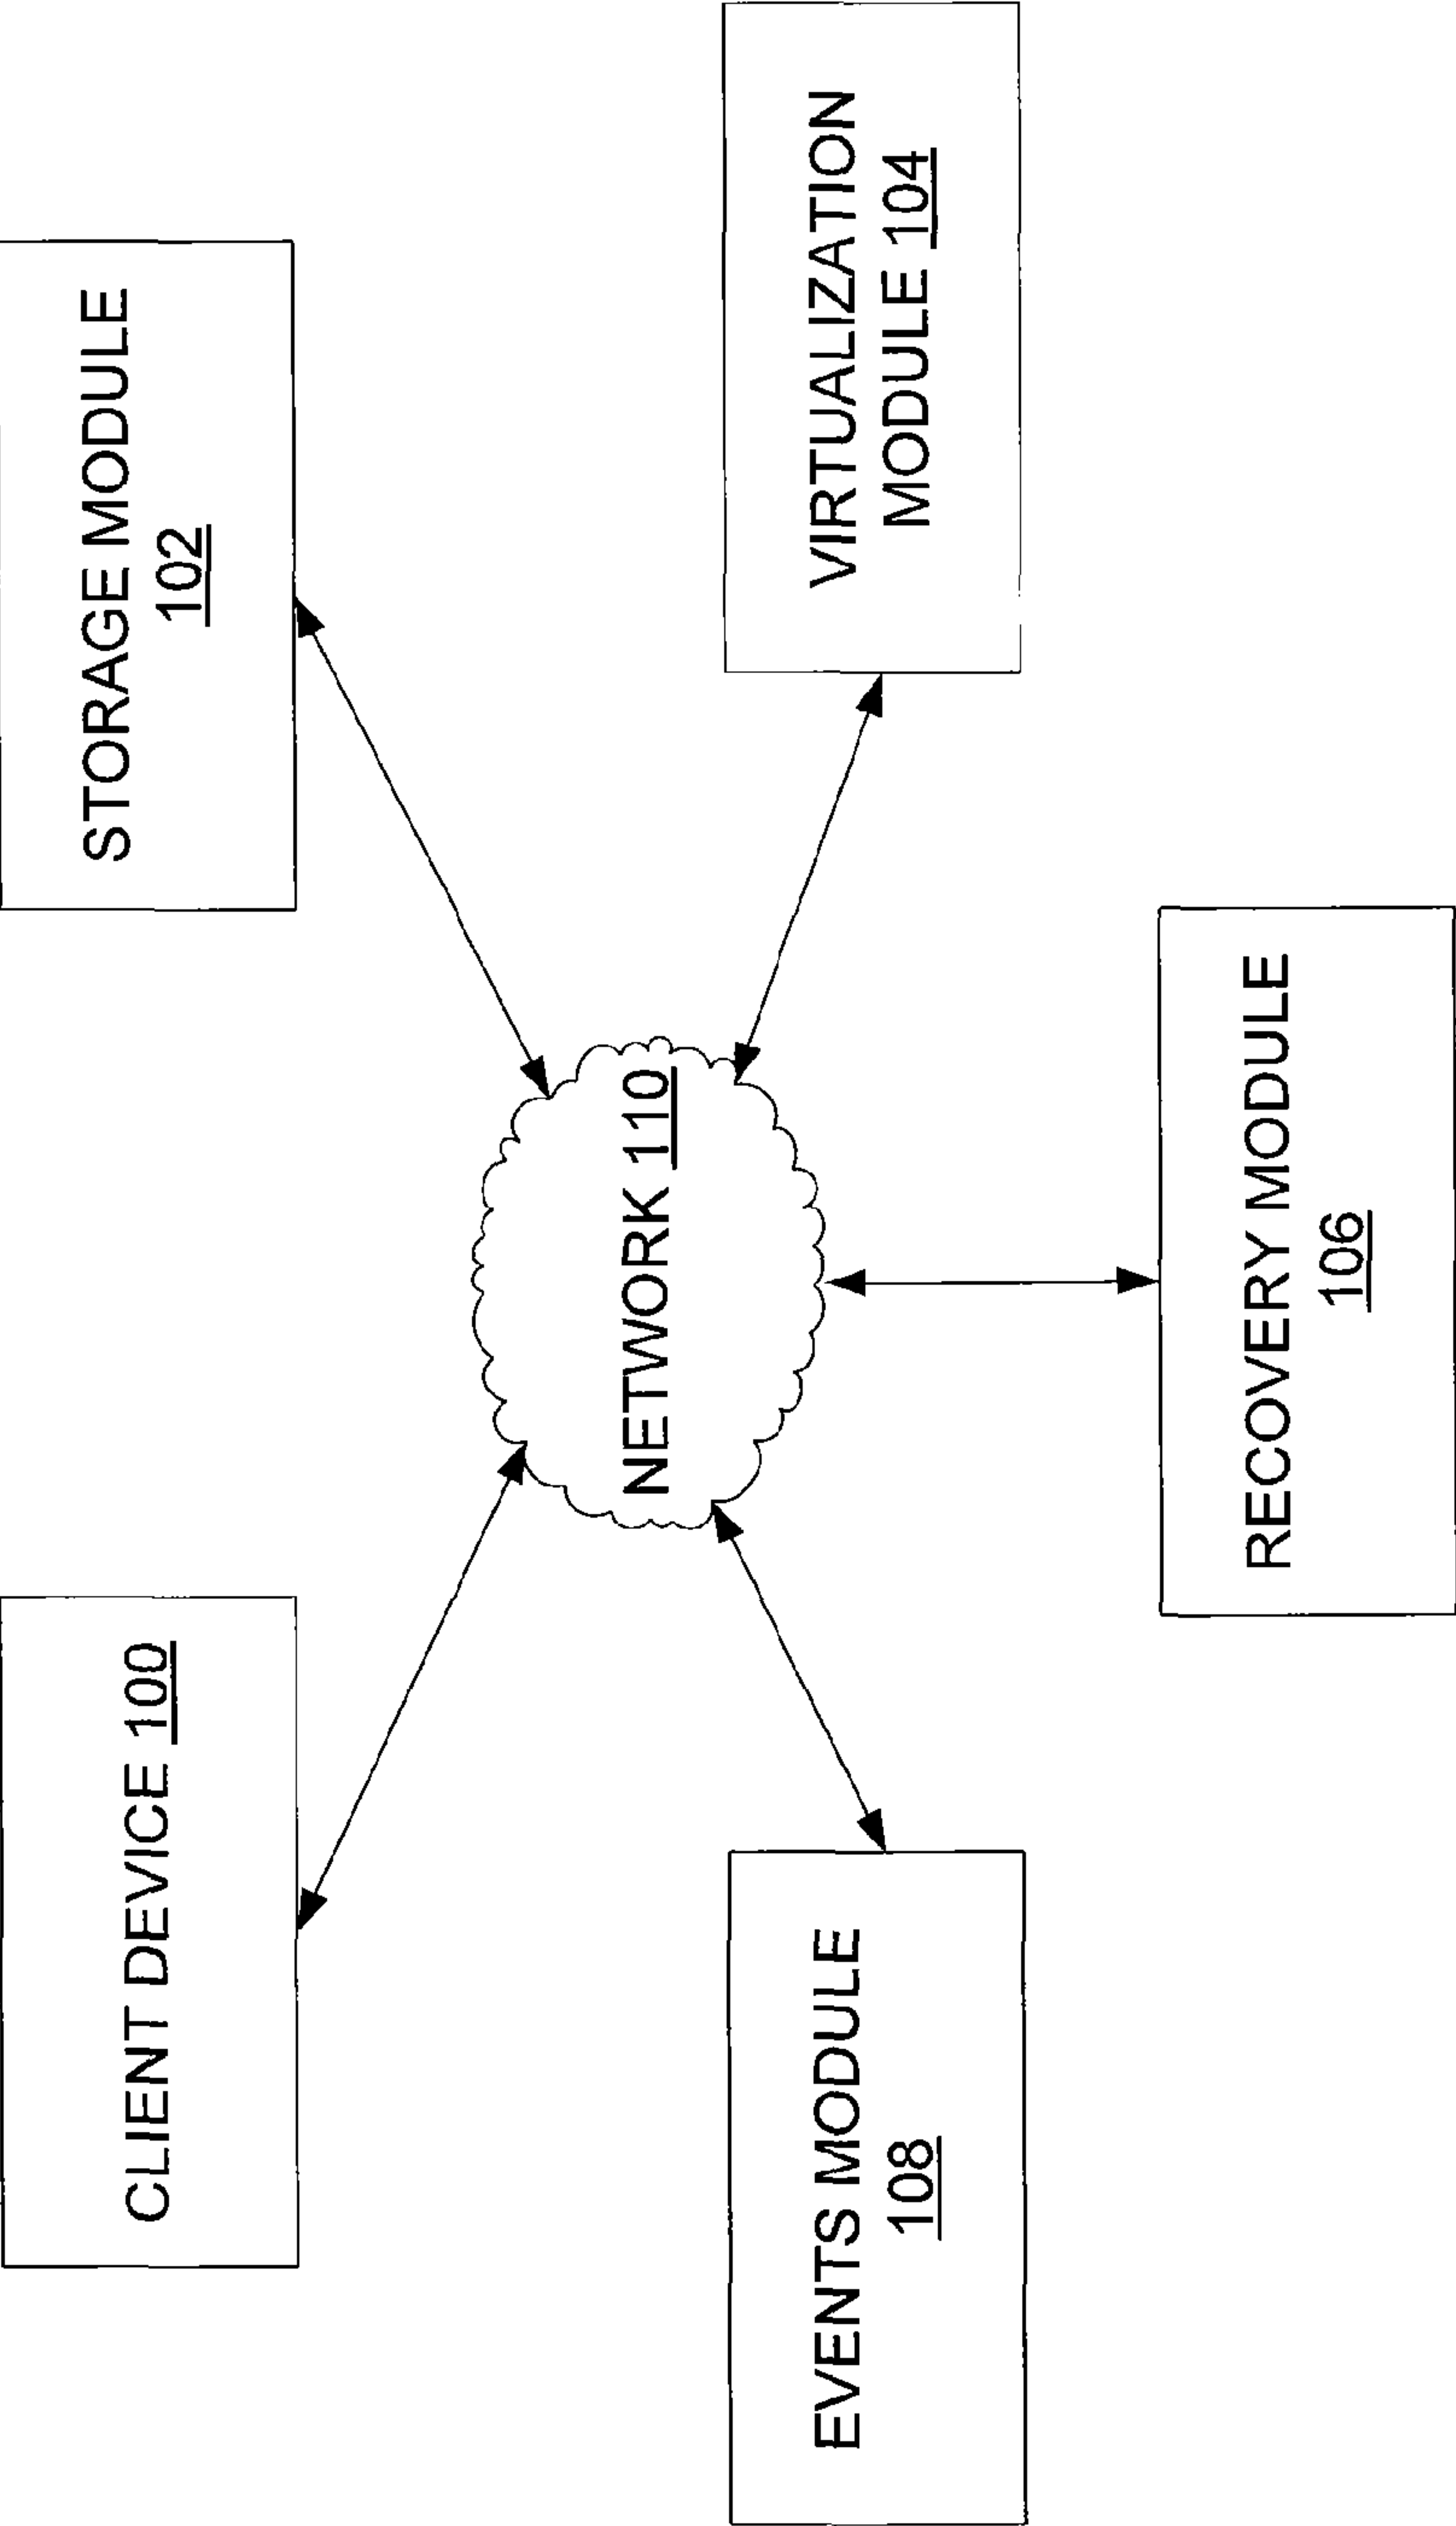 CLIENT DEVICE 100
STORAGE MODULE
102
NETWORK 110
EVENTS MODULE
108
VIRTUALIZATION
MODULE 104
RECOVERY MODULE
106